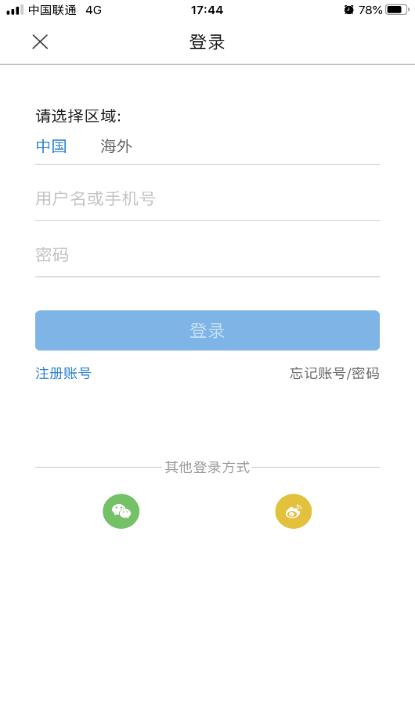 中国联通 4G 17:44 78%
登录
请选择区域:
中国 海外
用户名或手机号
密码
登录
注册账号 忘记账号/密码
其他登录方式